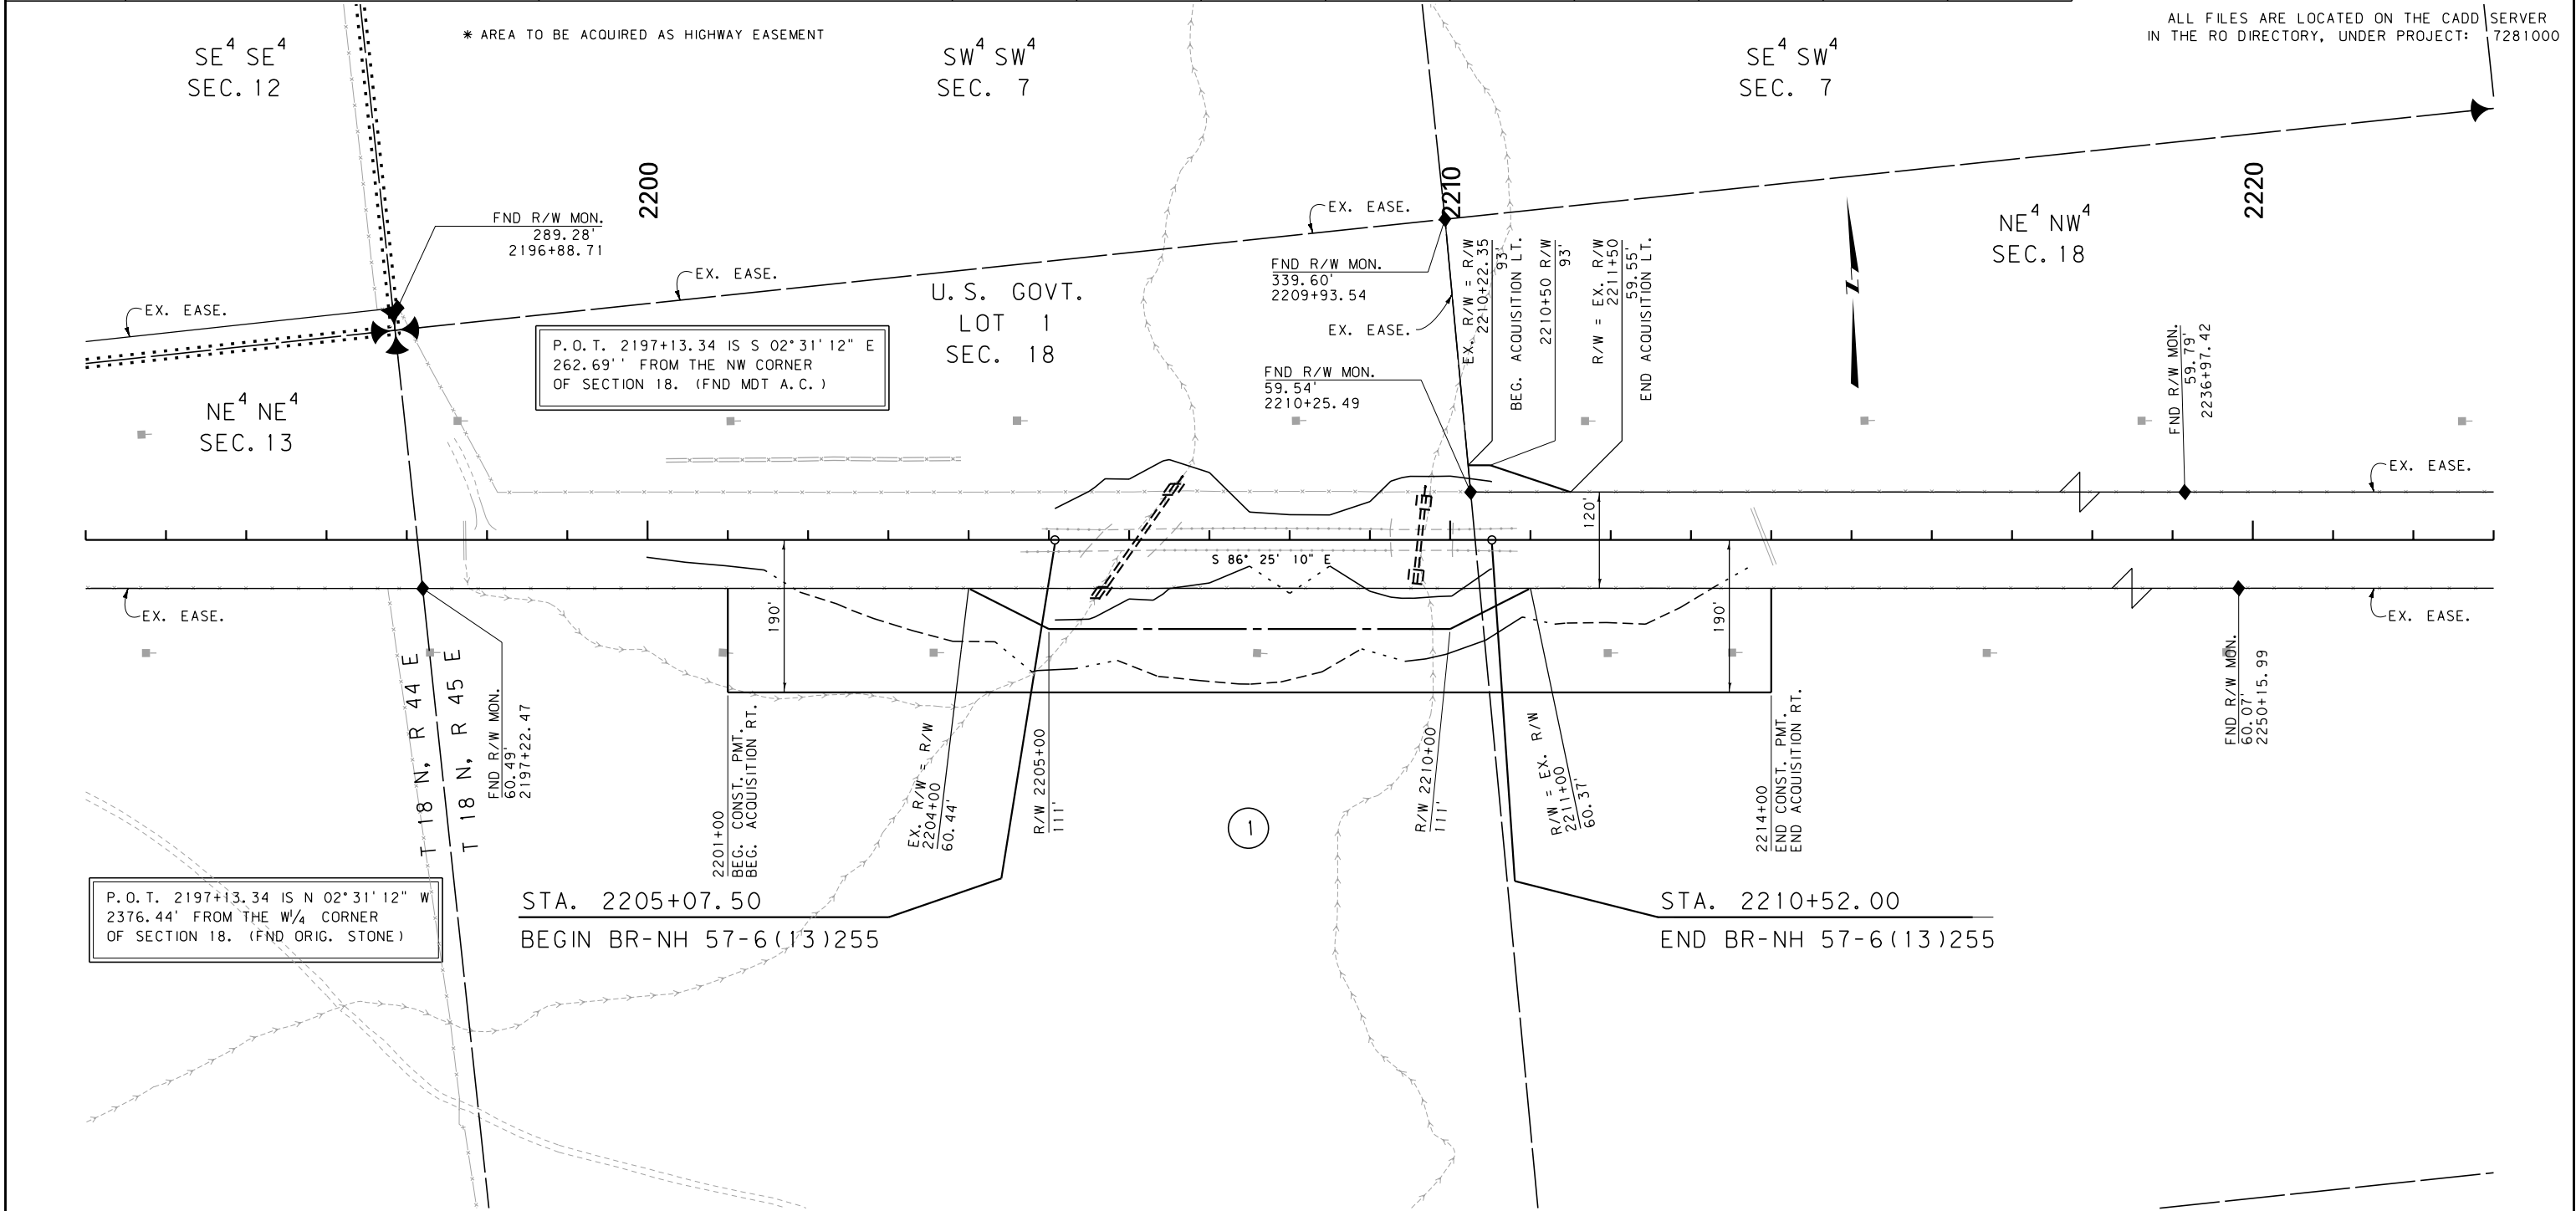 ALL FILES ARE LOCATED ON THE CADD SERVER
IN THE RO DIRECTORY, UNDER PROJECT: 7281000
* AREA TO BE ACQUIRED AS HIGHWAY EASEMENT
SE4 SE4
SEC. 12
SW4 SW4
SEC. 7
SE4 SW4
SEC. 7
2200
2210
2220
FND R/W MON.
289.28'
2196+88.71
EX. EASE.
EX. EASE.
EX. EASE.
U.S. GOVT.
LOT 1
SEC. 18
P.O.T. 2197+13.34 IS S 02°31'12" E
262.69'' FROM THE NW CORNER
OF SECTION 18. (FND MDT A.C.)
NE4 NE4
SEC. 13
FND R/W MON.
339.60'
2209+93.54
EX. EASE.
FND R/W MON.
59.54'
2210+25.49
EX. R/W = R/W
2210+22.35
93'
BEG. ACQUISITION LT.
2210+50 R/W
93'
R/W = EX. R/W
2211+50
59.55'
END ACQUISITION LT.
NE4 NW4
SEC. 18
N
FND R/W MON.
59.79'
2236+97.42
EX. EASE.
120'
S 86° 25' 10" E
190'
190'
EX. EASE.
EX. EASE.
T 18 N, R 44 E
T 18 N, R 45 E
FND R/W MON.
60.49'
2197+22.47
2201+00
BEG. CONST. PMT.
BEG. ACQUISITION RT.
EX. R/W = R/W
2204+00
60.44'
R/W 2205+00
111'
1
R/W 2210+00
111'
R/W = EX. R/W
2211+00
60.37'
2214+00
END CONST. PMT.
END ACQUISITION RT.
FND R/W MON.
60.07'
2250+15.99
P.O.T. 2197+13.34 IS N 02°31'12" W
2376.44' FROM THE W1/4 CORNER
OF SECTION 18. (FND ORIG. STONE)
STA. 2205+07.50
BEGIN BR-NH 57-6(13)255
STA. 2210+52.00
END BR-NH 57-6(13)255